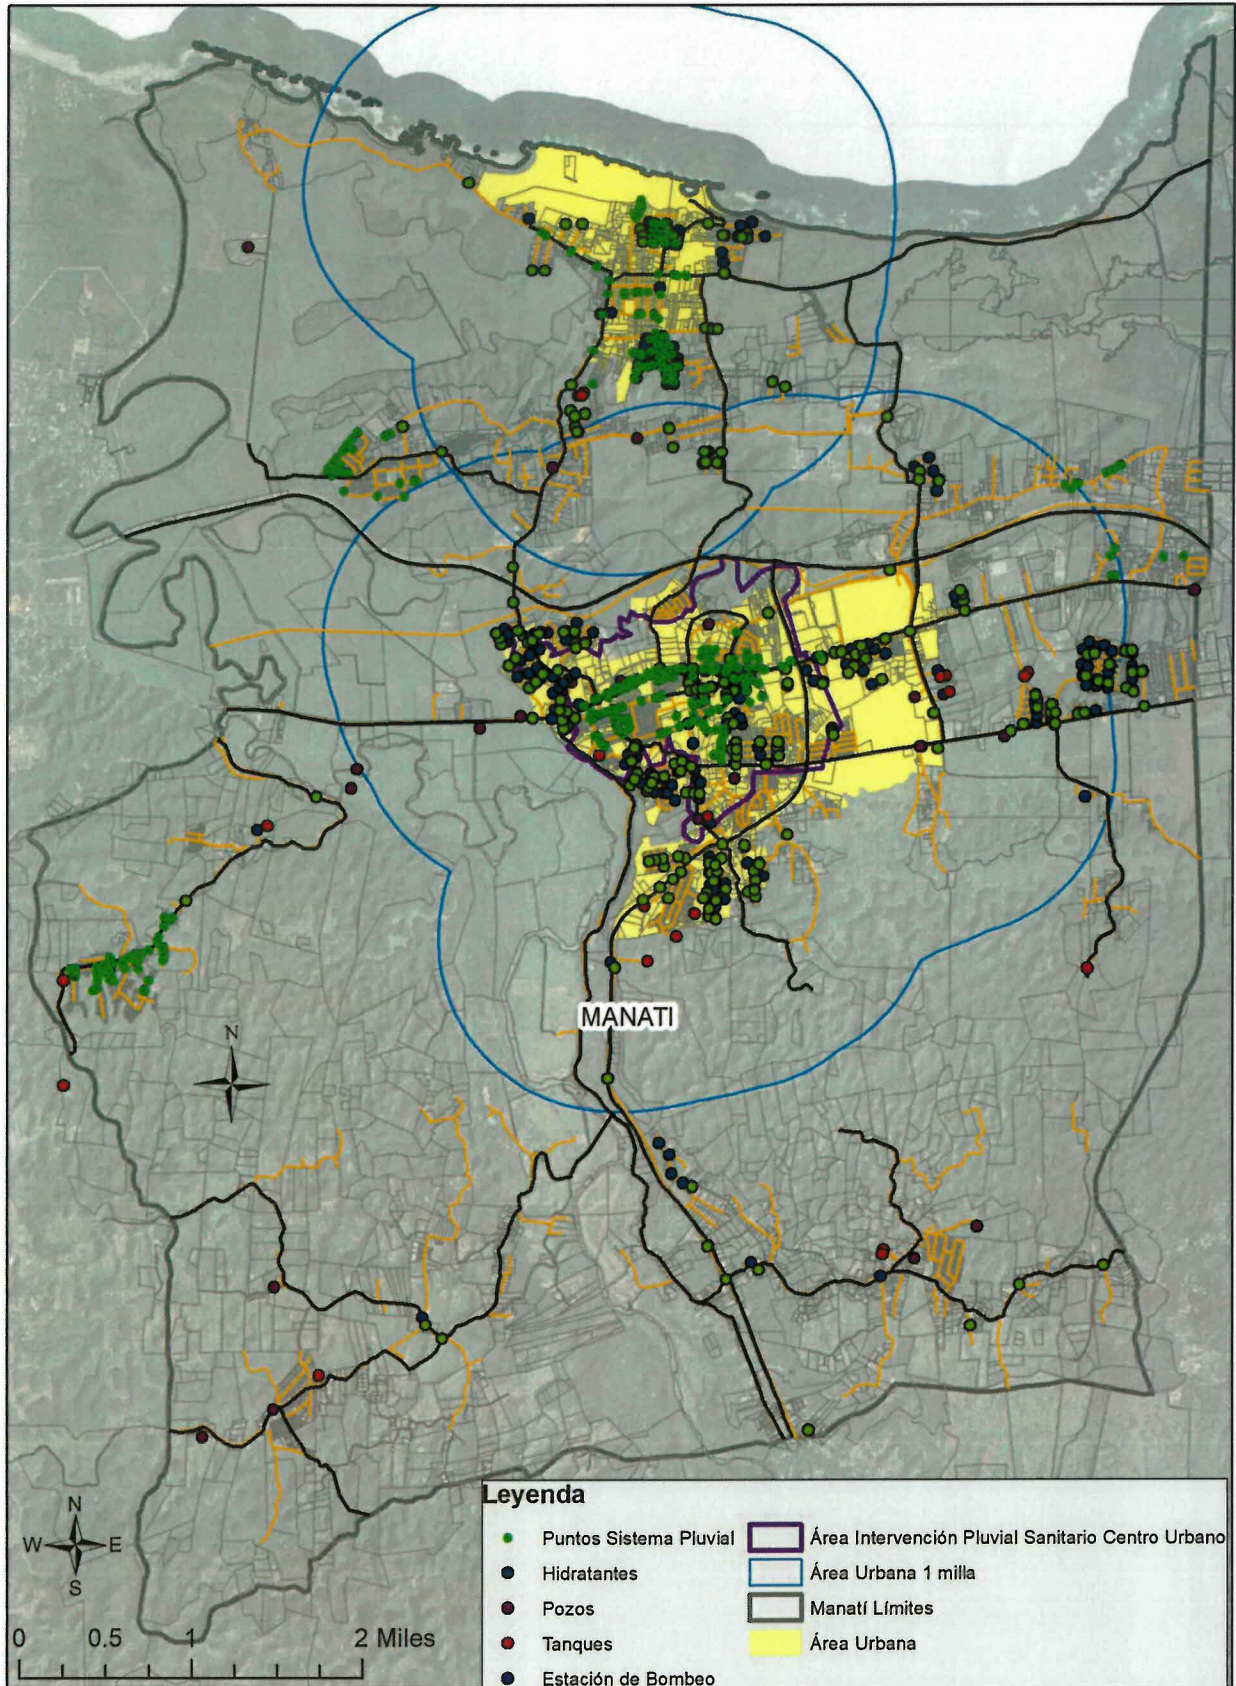 MANATI
N
N
W E
S
0 0.5 1 2 Miles
Leyenda
Puntos Sistema Pluvial
Hidratantes
Pozos
Tanques
Estación de Bombeo
Área Intervención Pluvial Sanitario Centro Urbano
Área Urbana 1 milla
Manatí Límites
Área Urbana